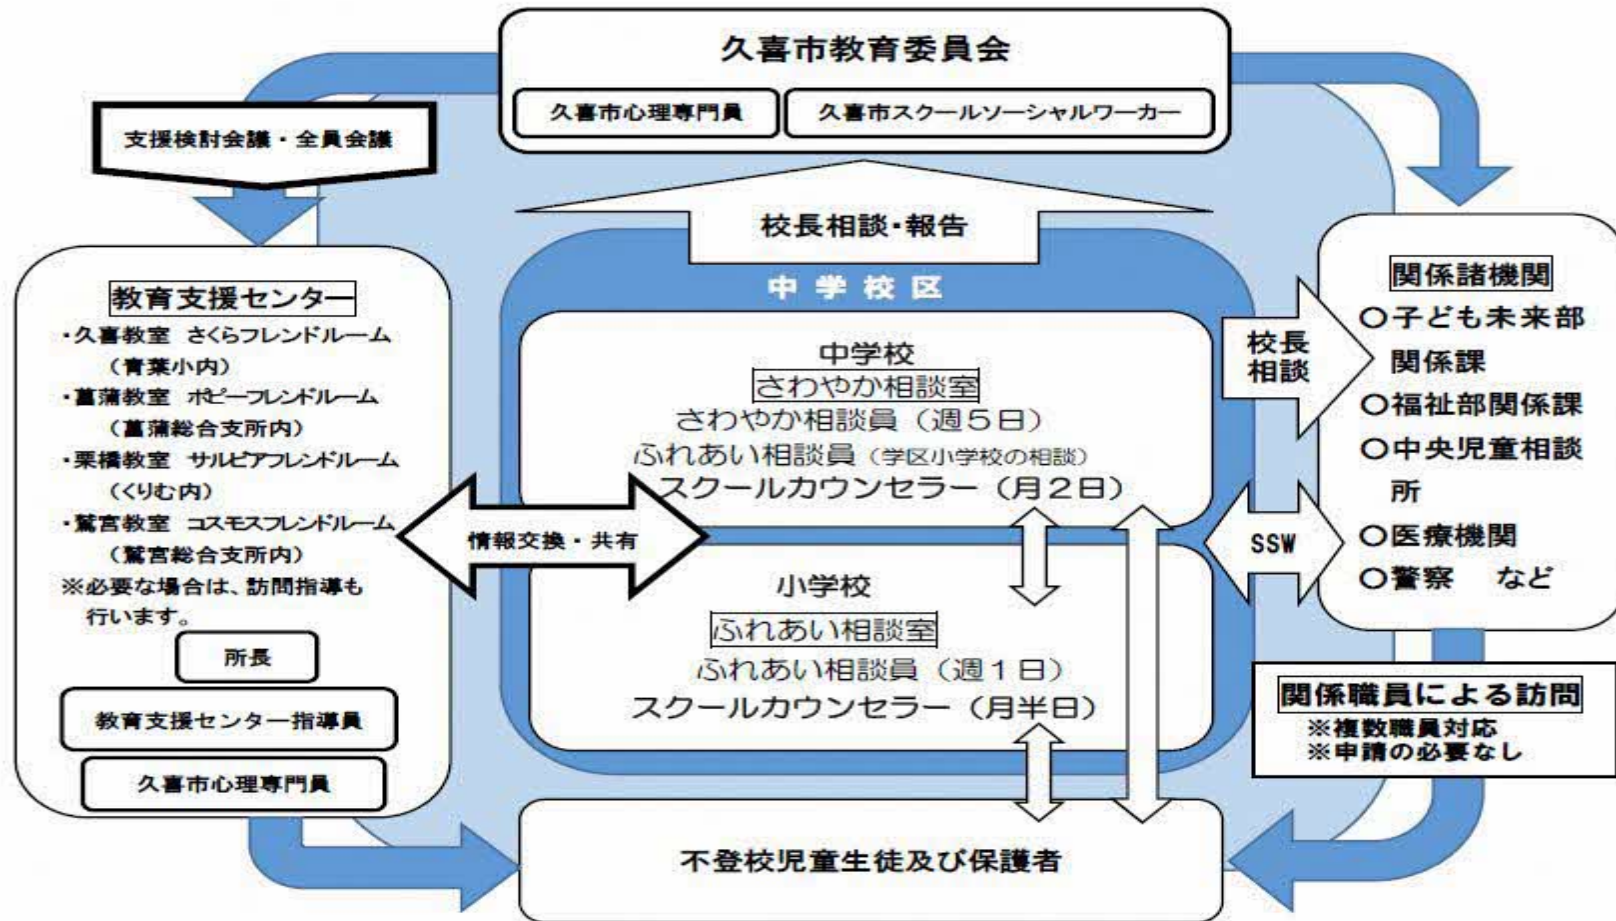 久喜市教育委員会
久喜市心理専門員
久喜市スクールソーシャルワーカー
支援検討会議・全員会議
校長相談・報告
教育支援センター
・久喜教室 さくらフレンドルーム
（青葉小内）
・菖蒲教室 ポピーフレンドルーム
（菖蒲総合支所内）
・栗橋教室 サルビアフレンドルーム
（くりむ内）
・鷲宮教室 コスモスフレンドルーム
（鷲宮総合支所内）
※必要な場合は、訪問指導も
行います。
所長
教育支援センター指導員
久喜市心理専門員
情報交換・共有
中学校区
中学校
さわやか相談室
さわやか相談員（週５日）
ふれあい相談員（学区小学校の相談）
スクールカウンセラー（月２日）
小学校
ふれあい相談室
ふれあい相談員（週１日）
スクールカウンセラー（月半日）
校長
相談
SSW
関係諸機関
○子ども未来部
関係課
○福祉部関係課
○中央児童相談
所
○医療機関
○警察 など
関係職員による訪問
※複数職員対応
※申請の必要なし
不登校児童生徒及び保護者